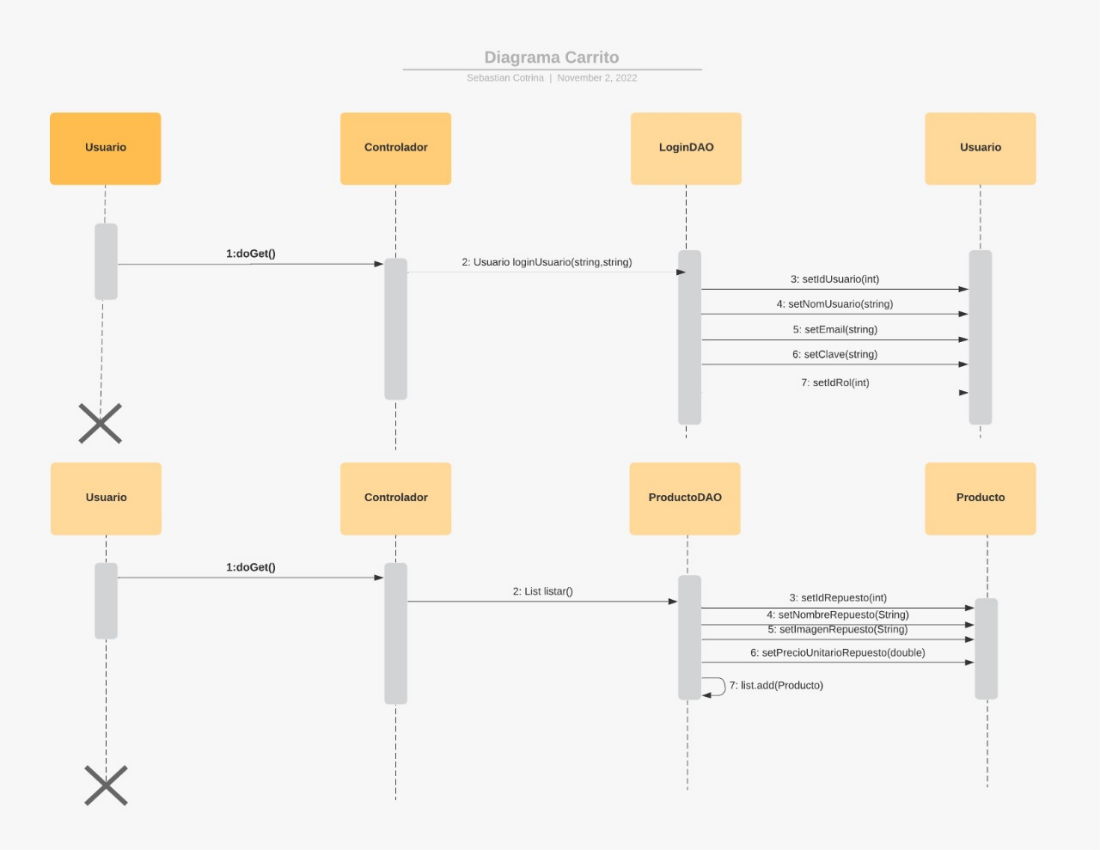 Diagrama Carrito
Sebastian Cotrina | November 2, 2022
Usuario
Controlador
LoginDAO
Usuario
1:doGet()
2: Usuario loginUsuario(string,string)
3: setIdUsuario(int)
4: setNomUsuario(string)
5: setEmail(string)
6: setClave(string)
7: setIdRol(int)
Usuario
Controlador
ProductoDAO
Producto
1:doGet()
2: List listar()
3: setIdRepuesto(int)
4: setNombreRepuesto(String)
5: setImagenRepuesto(String)
6: setPrecioUnitarioRepuesto(double)
7: list.add(Producto)